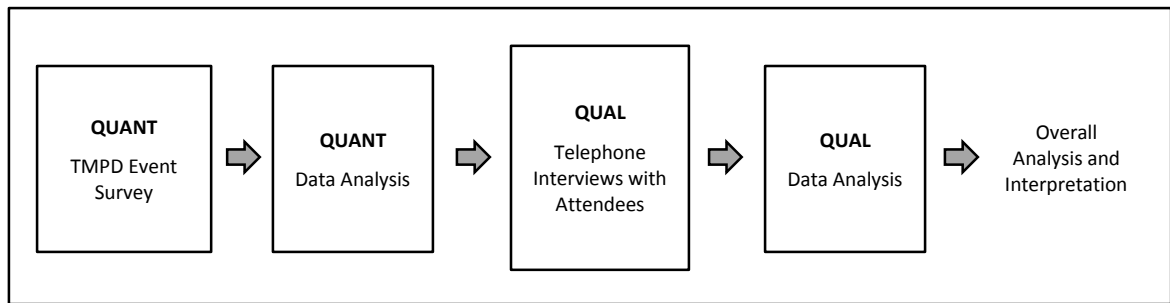 QUANT
TMPD Event
Survey
QUANT
Data Analysis
QUAL
Telephone
Interviews with
Attendees
QUAL
Data Analysis
Overall
Analysis and
Interpretation